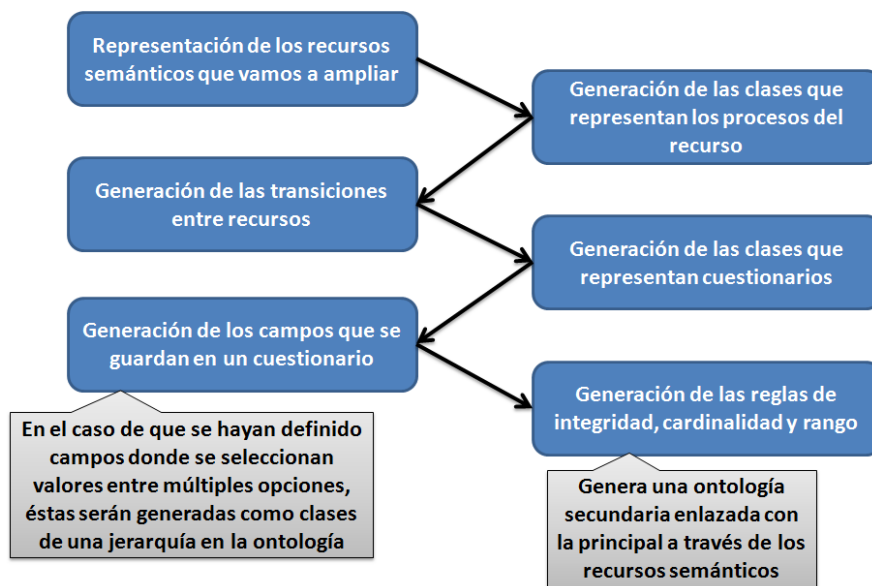 Representación de los recursos
semánticos que vamos a ampliar
Generación de las clases que
representan los procesos del
recurso
Generación de las transiciones
entre recursos
Generación de las clases que
representan cuestionarios
Generación de los campos que se
guardan en un cuestionario
Generación de las reglas de
integridad, cardinalidad y rango
En el caso de que se hayan definido
campos donde se seleccionan
valores entre múltiples opciones,
éstas serán generadas como clases
de una jerarquía en la ontología
Genera una ontología
secundaria enlazada con
la principal a través de los
recursos semánticos